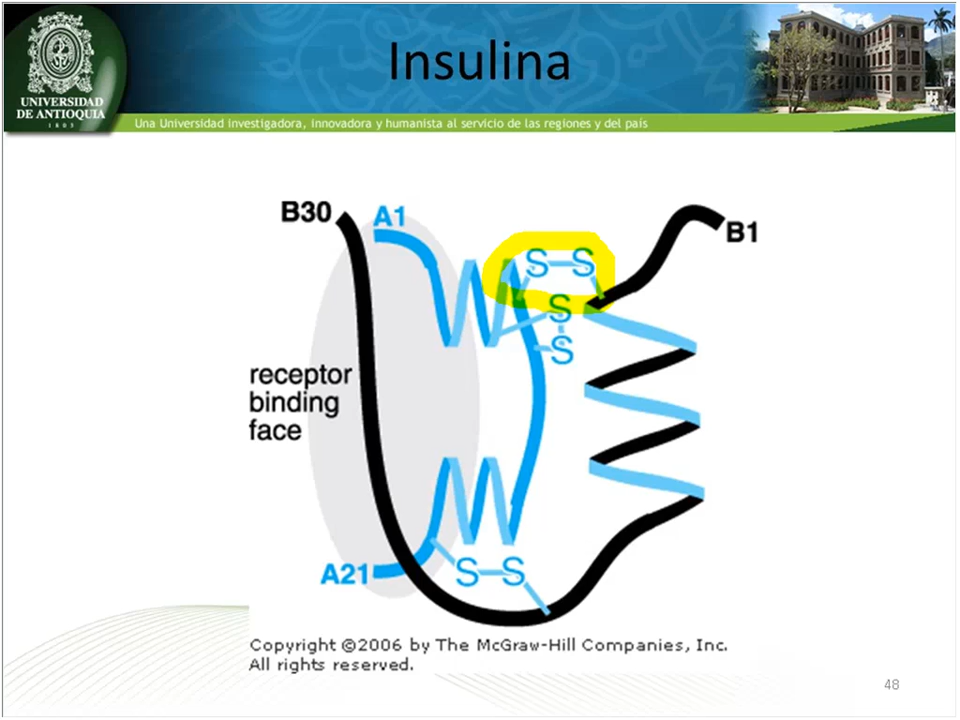 Insulina
UNIVERSIDAD
DE ANTIOQUIA
1803
Una Universidad investigadora, innovadora y humanista al servicio de las regiones y del país
B30
A1
B1
S–S
S
S
receptor
binding
face
A21
S–S
Copyright ©2006 by The McGraw-Hill Companies, Inc.
All rights reserved.
48